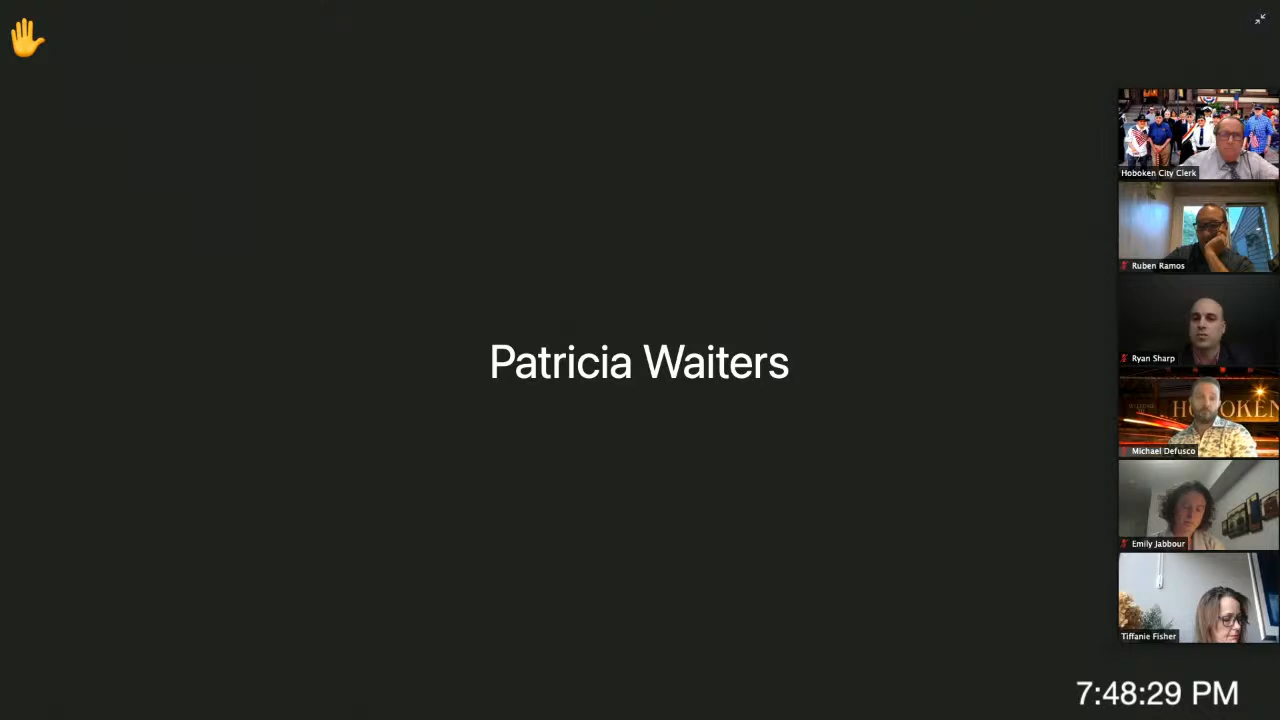 Hoboken City Clerk
Ruben Ramos
Patricia Waiters
Ryan Sharp
HOBOKEN
Michael Defusco
Emily Jabbour
Tiffanie Fisher
7:48:29 PM